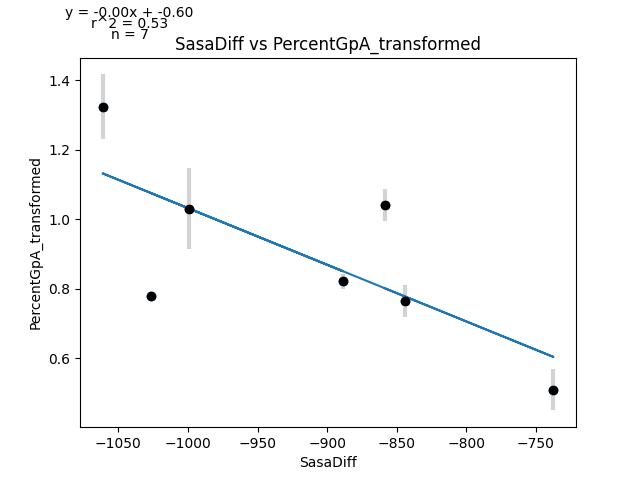 y = -0.00x + -0.60
r^2 = 0.53
n = 7
SasaDiff vs PercentGpA_transformed
1.4
1.2
1.0
0.8
0.6
PercentGpA_transformed
−1050 −1000 −950 −900 −850 −800 −750
SasaDiff